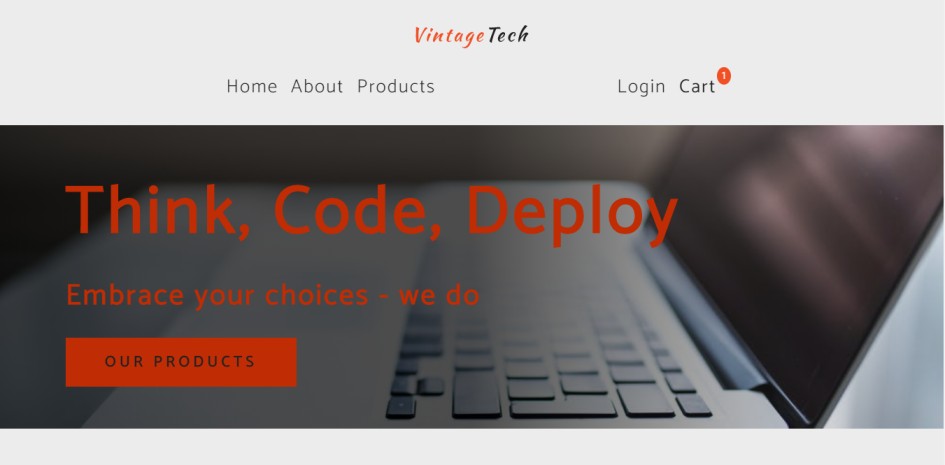 VintageTech
Home About Products Login Cart 1
Think, Code, Deploy
Embrace your choices - we do
OUR PRODUCTS